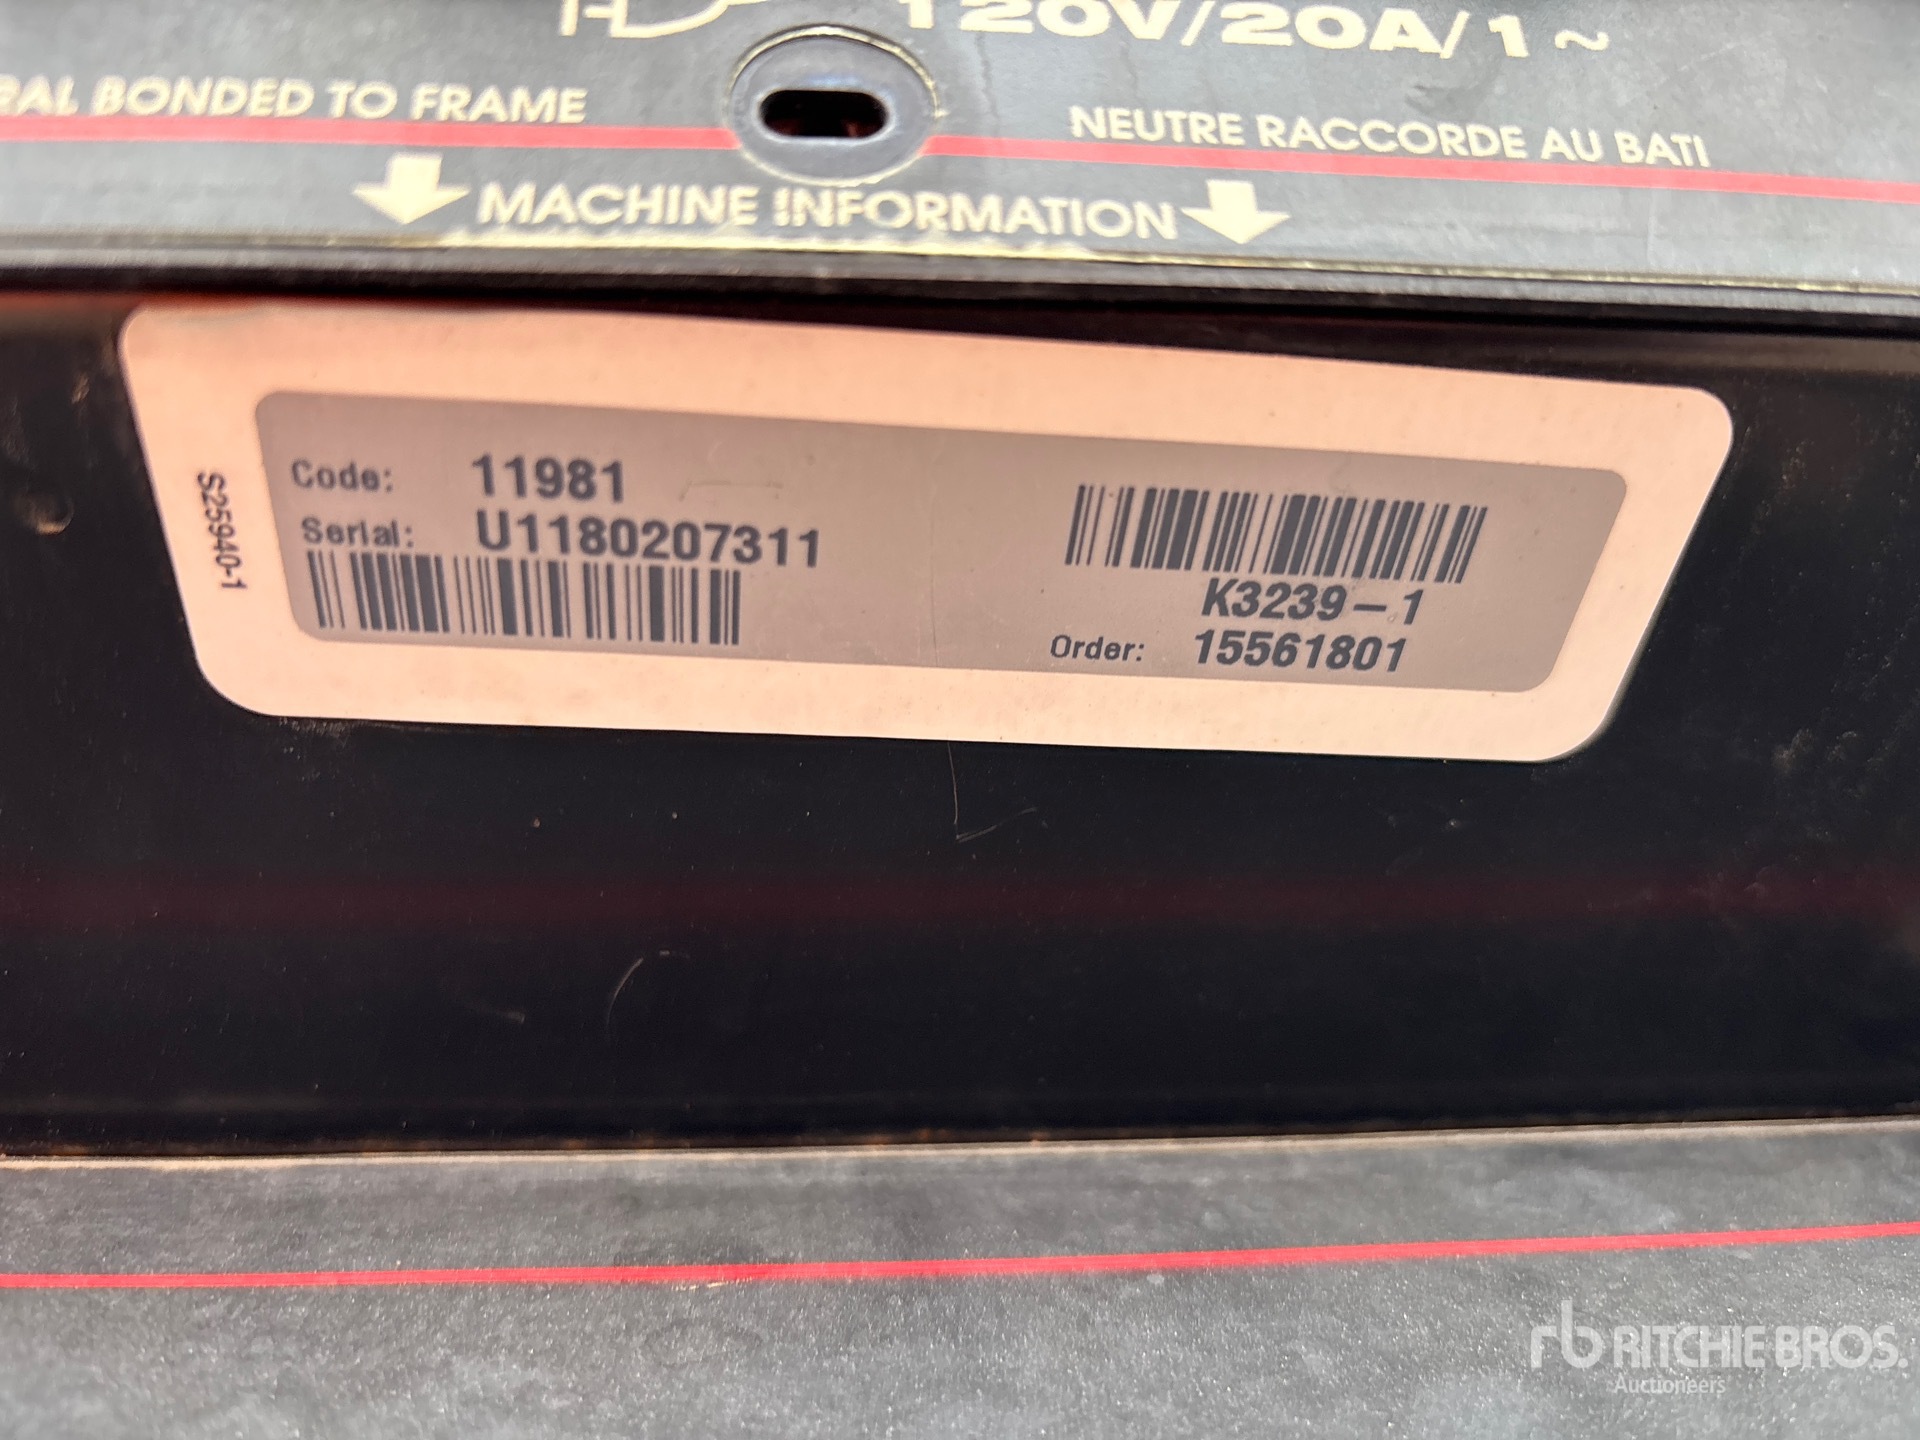 120V/20A/1~
RAL BONDED TO FRAME
NEUTRE RACCORDE AU BATI
MACHINE INFORMATION
Code: 11981
Serial: U1180207311
S25940-1
K3239-1
Order: 15561801
rb RITCHIE BROS.
Auctioneers